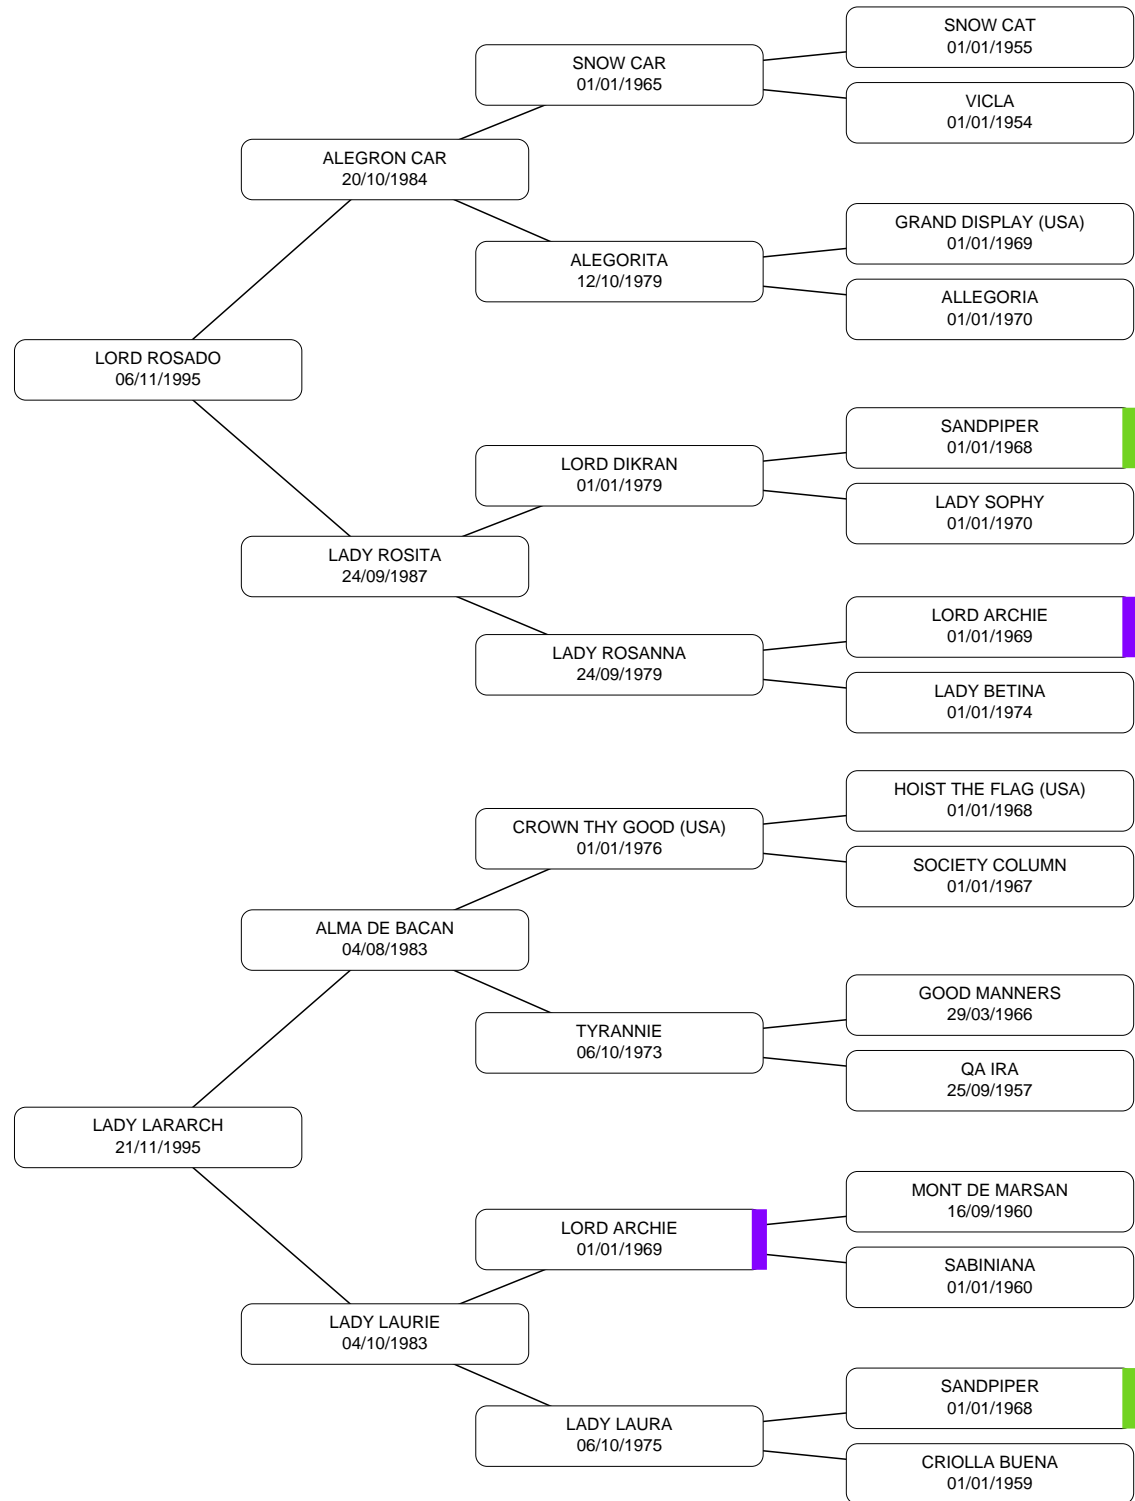 SNOW CAT
01/01/1955
SNOW CAR
01/01/1965
VICLA
01/01/1954
ALEGRON CAR
20/10/1984
GRAND DISPLAY (USA)
01/01/1969
ALEGORITA
12/10/1979
ALLEGORIA
01/01/1970
LORD ROSADO
06/11/1995
SANDPIPER
01/01/1968
LORD DIKRAN
01/01/1979
LADY SOPHY
01/01/1970
LADY ROSITA
24/09/1987
LORD ARCHIE
01/01/1969
LADY ROSANNA
24/09/1979
LADY BETINA
01/01/1974
HOIST THE FLAG (USA)
01/01/1968
CROWN THY GOOD (USA)
01/01/1976
SOCIETY COLUMN
01/01/1967
ALMA DE BACAN
04/08/1983
GOOD MANNERS
29/03/1966
TYRANNIE
06/10/1973
QA IRA
25/09/1957
LADY LARARCH
21/11/1995
MONT DE MARSAN
16/09/1960
LORD ARCHIE
01/01/1969
SABINIANA
01/01/1960
LADY LAURIE
04/10/1983
SANDPIPER
01/01/1968
LADY LAURA
06/10/1975
CRIOLLA BUENA
01/01/1959